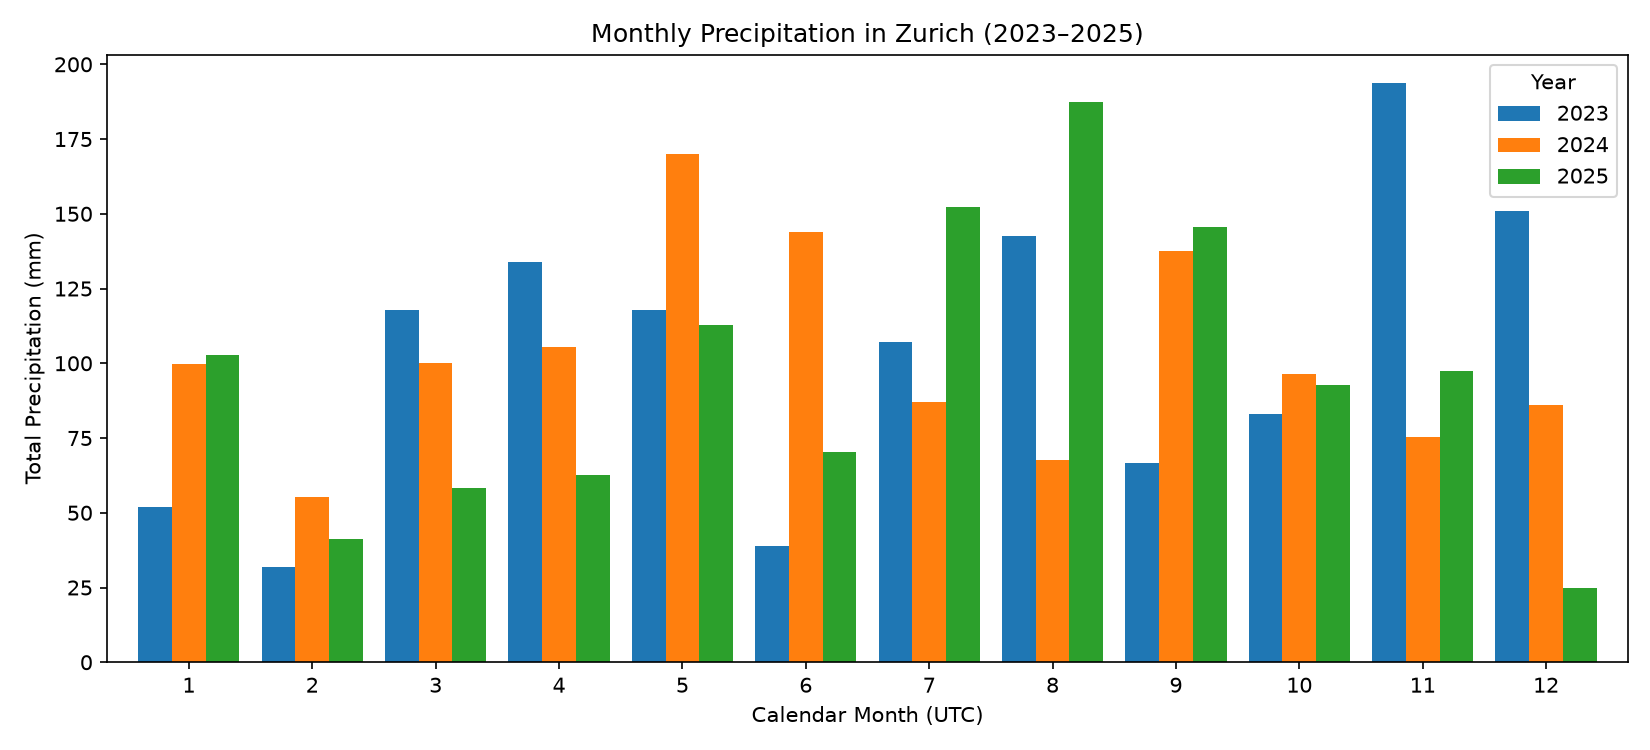 Monthly Precipitation in Zurich (2023–2025)
Year
2023
2024
2025
Total Precipitation (mm)
200
175
150
125
100
75
50
25
0
1 2 3 4 5 6 7 8 9 10 11 12
Calendar Month (UTC)